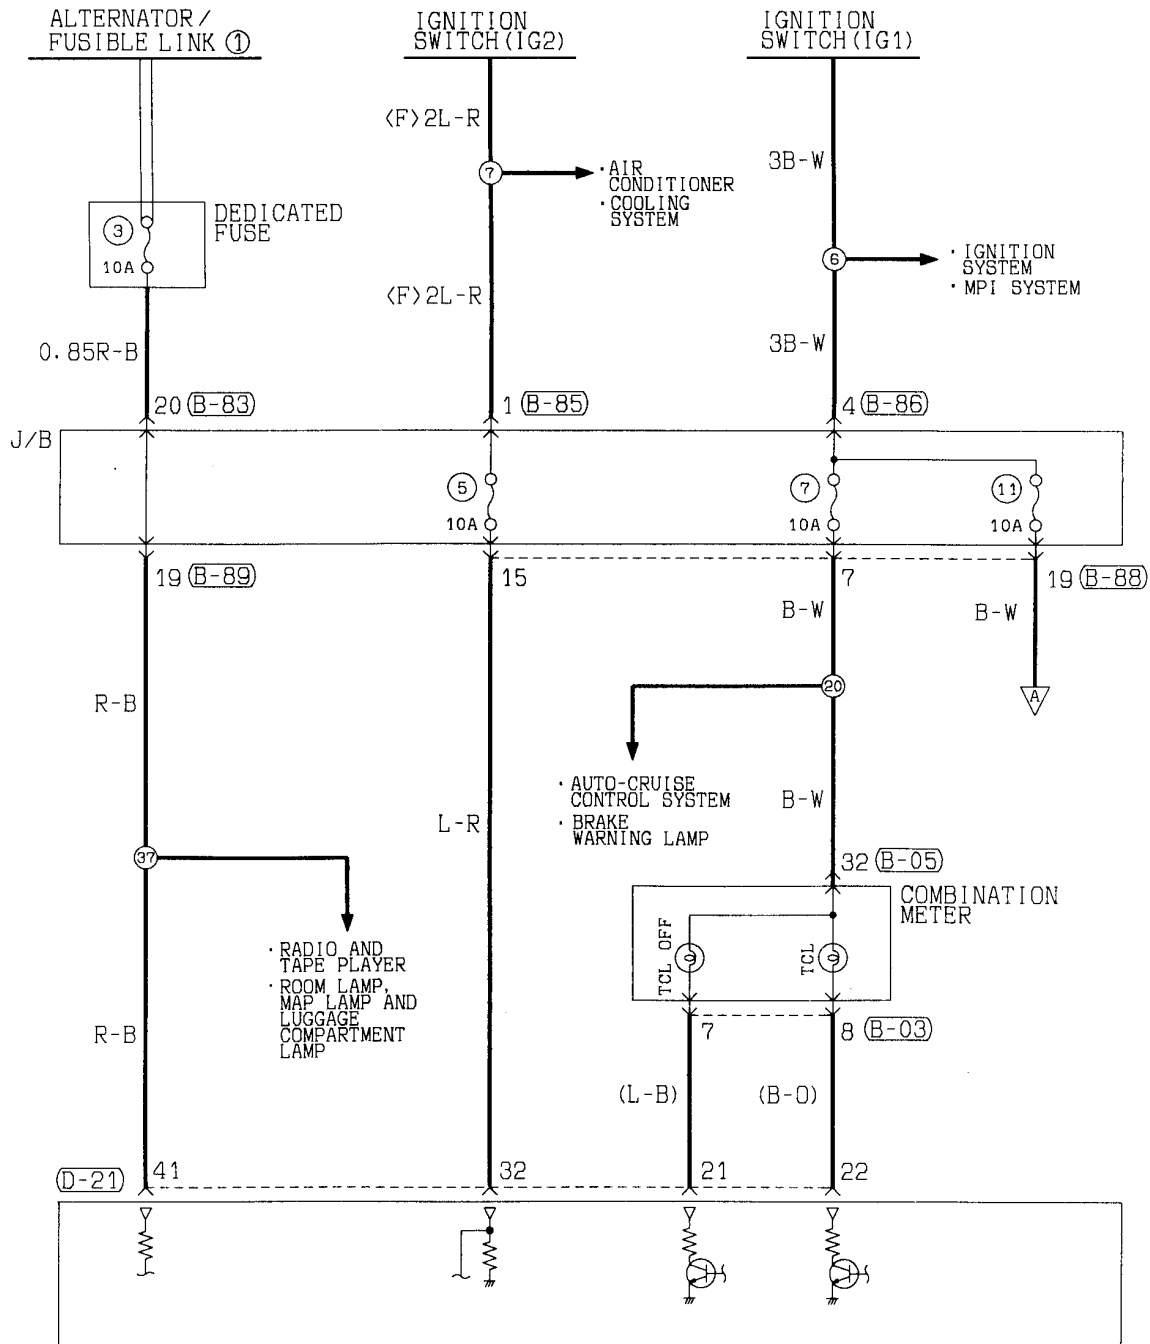 ALTERNATOR/
FUSIBLE LINK ①
IGNITION
SWITCH(IG2)
IGNITION
SWITCH(IG1)
<F>2L-R
3B-W
7
· AIR
CONDITIONER
· COOLING
SYSTEM
DEDICATED
FUSE
3
10A
6
· IGNITION
SYSTEM
· MPI SYSTEM
<F>2L-R
3B-W
0.85R-B
20 (B-83)
1 (B-85)
4 (B-86)
J/B
5
10A
7
10A
11
10A
19 (B-89)
15
7
19 (B-88)
B-W
B-W
R-B
20
A
· AUTO-CRUISE
CONTROL SYSTEM
· BRAKE
WARNING LAMP
B-W
L-R
37
32 (B-05)
COMBINATION
METER
TCL OFF
TCL
· RADIO AND
TAPE PLAYER
· ROOM LAMP,
MAP LAMP AND
LUGGAGE
COMPARTMENT
LAMP
R-B
7
8 (B-03)
(L-B)
(B-O)
(D-21)
41
32
21
22